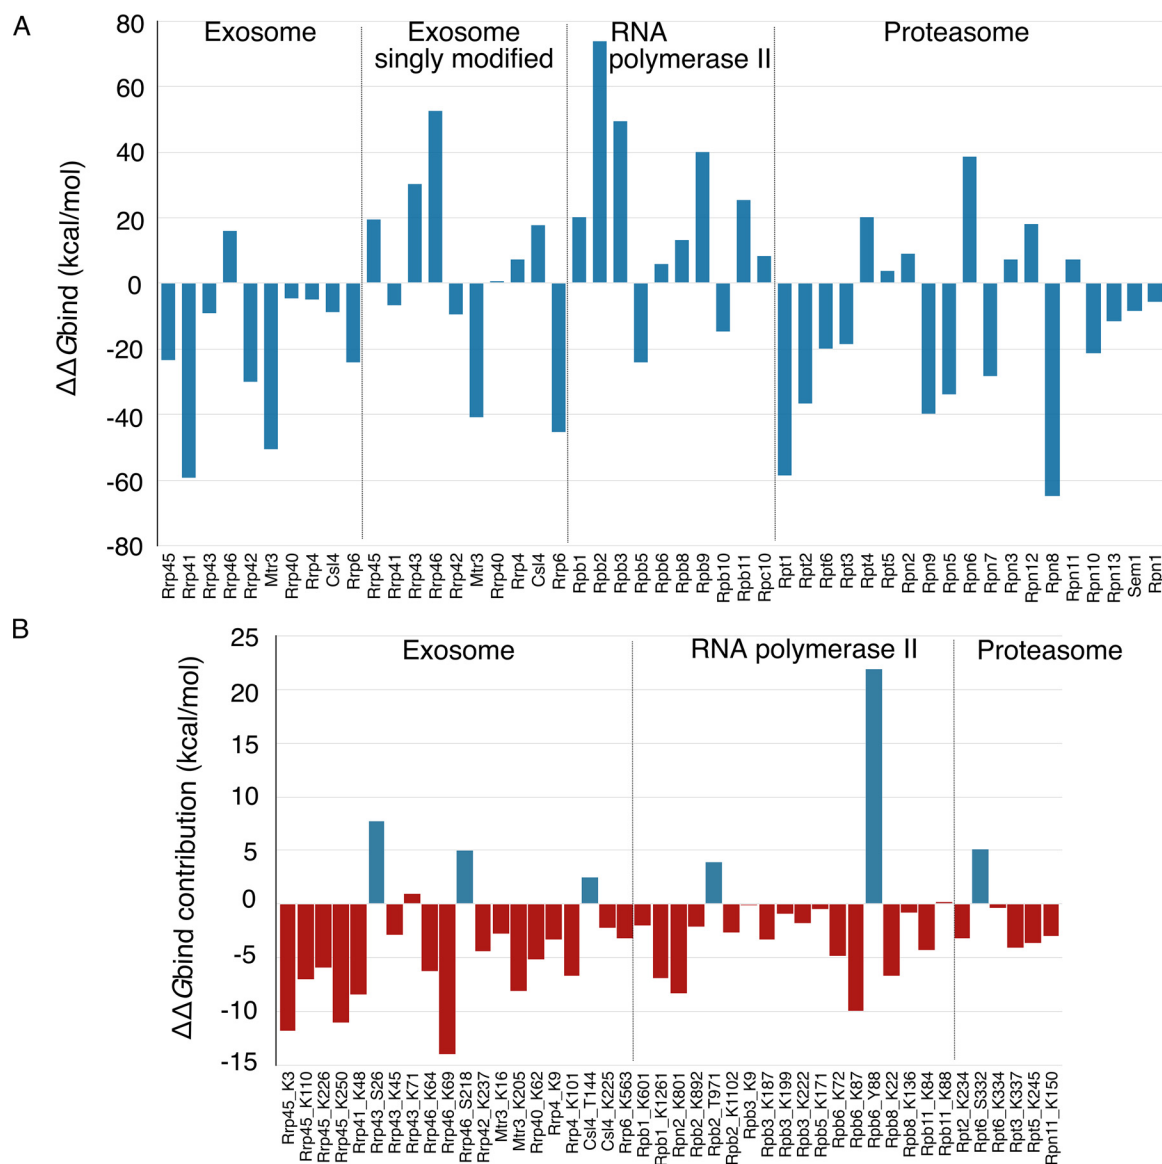 A
Exosome
Exosome
singly modified
RNA
polymerase II
Proteasome
ΔΔGbind (kcal/mol)
80
60
40
20
0
-20
-40
-60
-80
Rrp45
Rrp41
Rrp43
Rrp46
Rrp42
Mtr3
Rrp40
Rrp4
Csl4
Rrp6
Rrp45
Rrp41
Rrp43
Rrp46
Rrp42
Mtr3
Rrp40
Rrp4
Csl4
Rrp6
Rpb1
Rpb2
Rpb3
Rpb5
Rpb6
Rpb8
Rpb9
Rpb10
Rpb11
Rpc10
Rpt1
Rpt2
Rpt6
Rpt3
Rpt4
Rpt5
Rpn2
Rpn9
Rpn5
Rpn6
Rpn7
Rpn3
Rpn12
Rpn8
Rpn11
Rpn10
Rpn13
Sem1
Rpn1
B
Exosome
RNA polymerase II
Proteasome
ΔΔGbind contribution (kcal/mol)
25
20
15
10
5
0
-5
-10
-15
Rrp45_K3
Rrp45_K110
Rrp45_K226
Rrp45_K250
Rrp41_K48
Rrp43_S26
Rrp43_K45
Rrp43_K71
Rrp46_K64
Rrp46_K69
Rrp46_S218
Rrp42_K237
Mtr3_K16
Mtr3_K205
Rrp40_K62
Rrp4_K9
Rrp4_K101
Csl4_T144
Csl4_K225
Rrp6_K563
Rpb1_K601
Rpb1_K1261
Rpn2_K801
Rpb2_K892
Rpb2_T971
Rpb2_K1102
Rpb3_K9
Rpb3_K187
Rpb3_K199
Rpb3_K222
Rpb5_K171
Rpb6_K72
Rpb6_K87
Rpb6_Y88
Rpb8_K22
Rpb8_K136
Rpb11_K84
Rpb11_K88
Rpt2_K234
Rpt6_S332
Rpt6_K334
Rpt3_K337
Rpt5_K245
Rpn11_K150